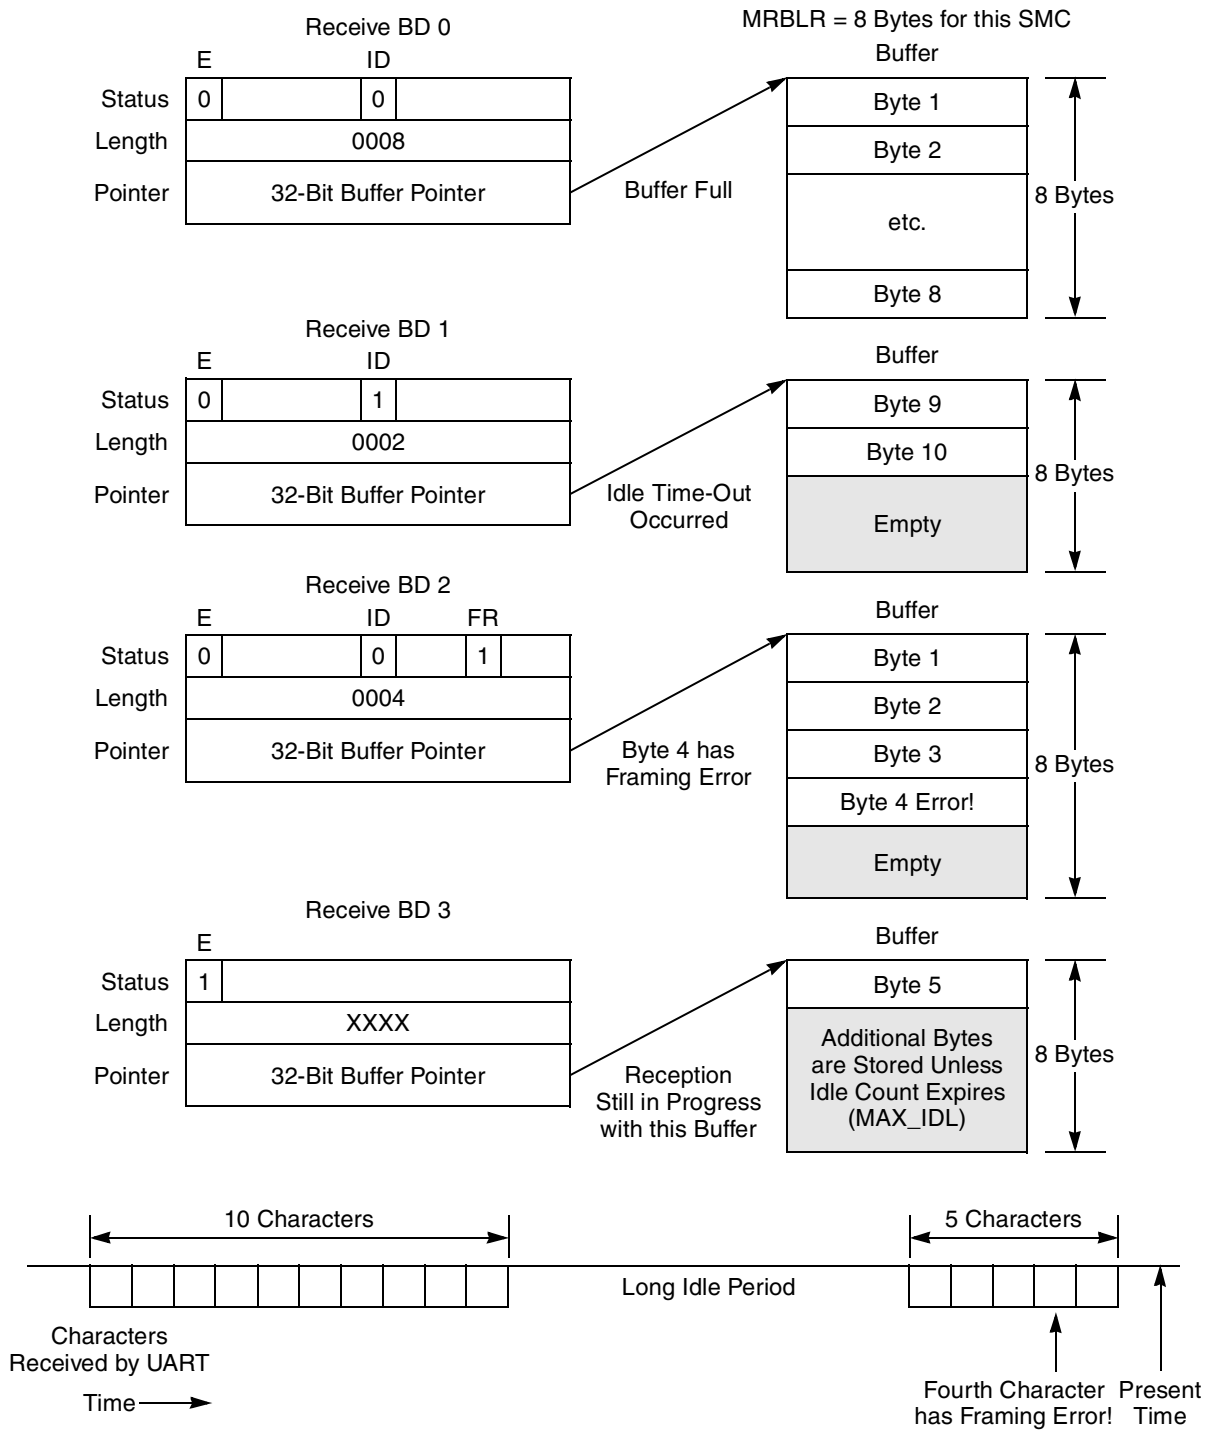 Receive BD 0
MRBLR = 8 Bytes for this SMC
E
ID
Buffer
Status
0
0
Byte 1
Length
0008
Byte 2
Pointer
32-Bit Buffer Pointer
Buffer Full
etc.
8 Bytes
Byte 8
Receive BD 1
E
ID
Buffer
Status
0
1
Byte 9
Length
0002
Byte 10
Pointer
32-Bit Buffer Pointer
Idle Time-Out
Occurred
Empty
8 Bytes
Receive BD 2
E
ID
FR
Buffer
Status
0
0
1
Byte 1
Length
0004
Byte 2
Pointer
32-Bit Buffer Pointer
Byte 4 has
Framing Error
Byte 3
8 Bytes
Byte 4 Error!
Empty
Receive BD 3
E
Buffer
Status
1
Byte 5
Length
XXXX
Pointer
32-Bit Buffer Pointer
Reception
Still in Progress
with this Buffer
Additional Bytes
are Stored Unless
Idle Count Expires
(MAX_IDL)
8 Bytes
10 Characters
5 Characters
Long Idle Period
Characters
Received by UART
Time
Fourth Character
has Framing Error!
Present
Time